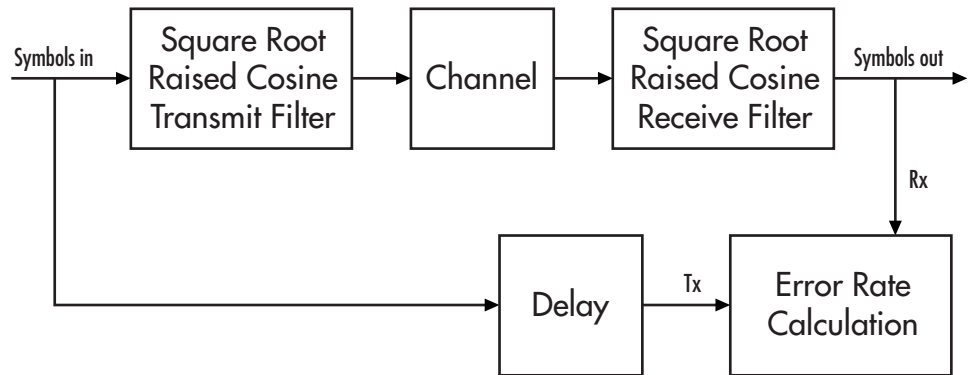 Symbols in
Square Root
Raised Cosine
Transmit Filter
Channel
Square Root
Raised Cosine
Receive Filter
Symbols out
Rx
Delay
Tx
Error Rate
Calculation